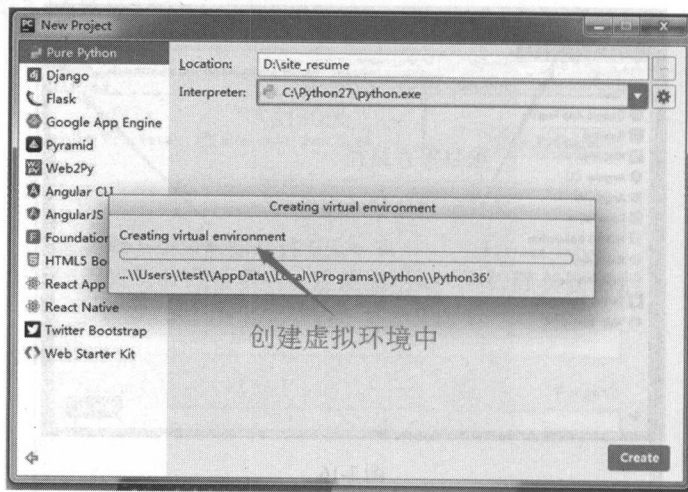 New Project
Pure Python
Django
Flask
Google App Engine
Pyramid
Web2Py
Angular CLI
AngularJS
Foundation
HTML5 Bo
React App
React Native
Twitter Bootstrap
Web Starter Kit
Location: D:\site_resume
Interpreter: C:\Python27\python.exe
Creating virtual environment
Creating virtual environment
...\\Users\\test\\AppData\\Local\\Programs\\Python\\Python36'
创建虚拟环境中
Create